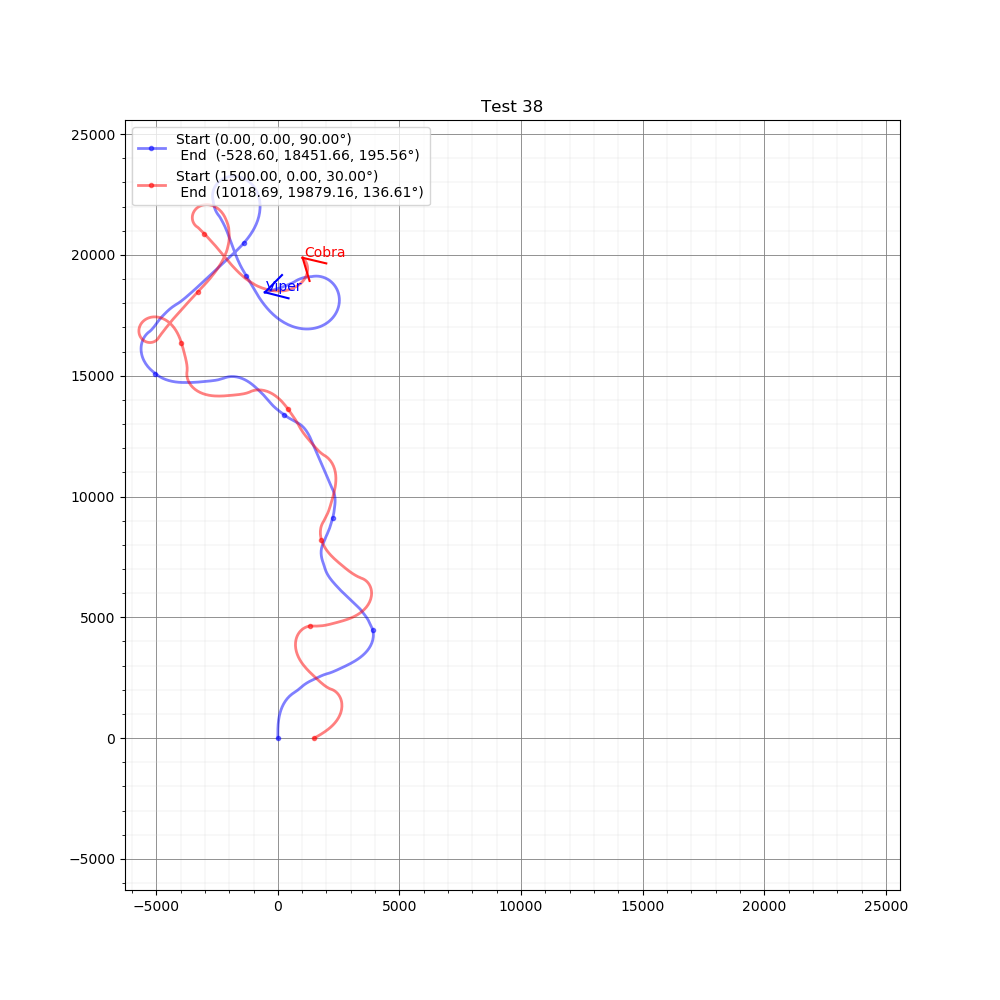 Test 38
Start (0.00, 0.00, 90.00°)
End (-528.60, 18451.66, 195.56°)
Start (1500.00, 0.00, 30.00°)
End (1018.69, 19879.16, 136.61°)
25000
20000
15000
10000
5000
0
−5000
Cobra
Viper
−5000
0
5000
10000
15000
20000
25000